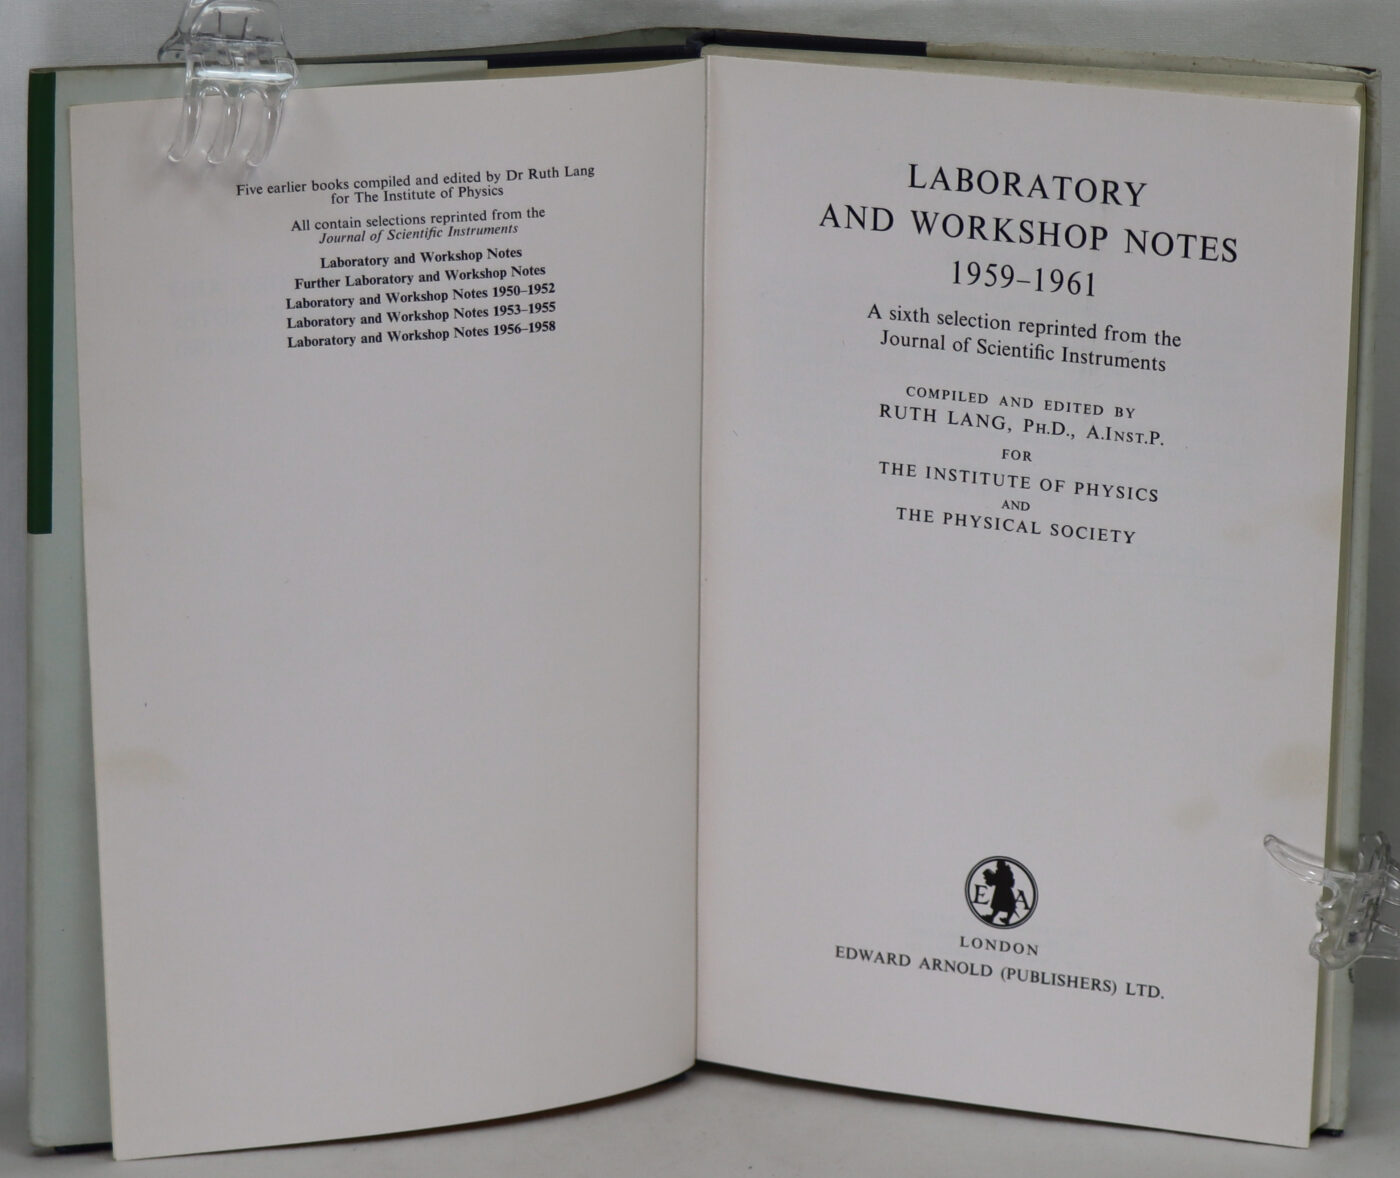 Five earlier books compiled and edited by Dr Ruth Lang
for The Institute of Physics
All contain selections reprinted from the
Journal of Scientific Instruments
Laboratory and Workshop Notes
Further Laboratory and Workshop Notes
Laboratory and Workshop Notes 1950–1952
Laboratory and Workshop Notes 1953–1955
Laboratory and Workshop Notes 1956–1958
LABORATORY
AND WORKSHOP NOTES
1959–1961
A sixth selection reprinted from the
Journal of Scientific Instruments
COMPILED AND EDITED BY
RUTH LANG, PH.D., A.INST.P.
FOR
THE INSTITUTE OF PHYSICS
AND
THE PHYSICAL SOCIETY
E A
LONDON
EDWARD ARNOLD (PUBLISHERS) LTD.